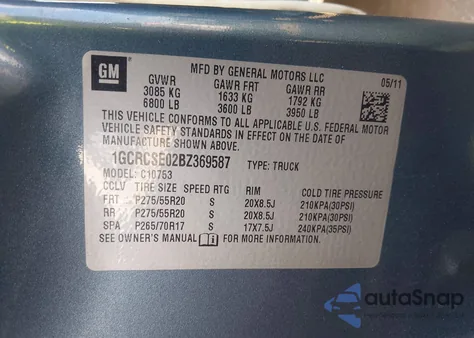 GM
MFD BY GENERAL MOTORS LLC
05/11
GVWR GAWR FRT GAWR RR
3085 KG 1633 KG 1792 KG
6800 LB 3600 LB 3950 LB
THIS VEHICLE CONFORMS TO ALL APPLICABLE U.S. FEDERAL MOTOR
VEHICLE SAFETY STANDARDS IN EFFECT ON THE DATE OF
MANUFACTURE SHOWN ABOVE.
1GCRCSE02BZ369587 TYPE: TRUCK
MODEL: C10753
CCLV TIRE SIZE SPEED RTG RIM COLD TIRE PRESSURE
FRT P275/55R20 S 20X8.5J 210KPA(30PSI)
RR P275/55R20 S 20X8.5J 210KPA(30PSI)
SPA P265/70R17 S 17X7.5J 240KPA(35PSI)
SEE OWNER'S MANUAL FOR MORE INFORMATION.
autoSnap